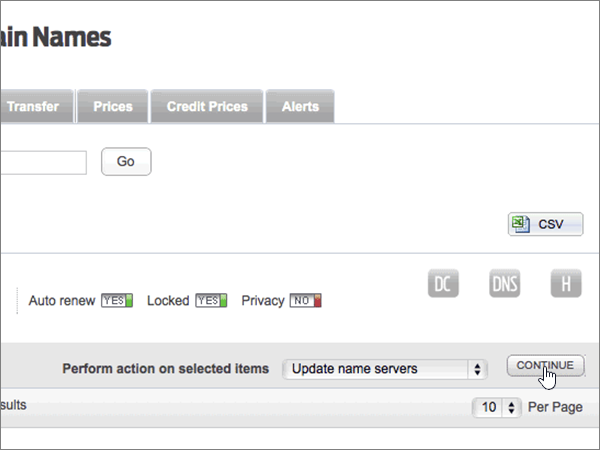 ain Names
Transfer Prices Credit Prices Alerts
Go
CSV
DC DNS H
Auto renew YES Locked YES Privacy NO
Perform action on selected items Update name servers CONTINUE
sults 10 Per Page